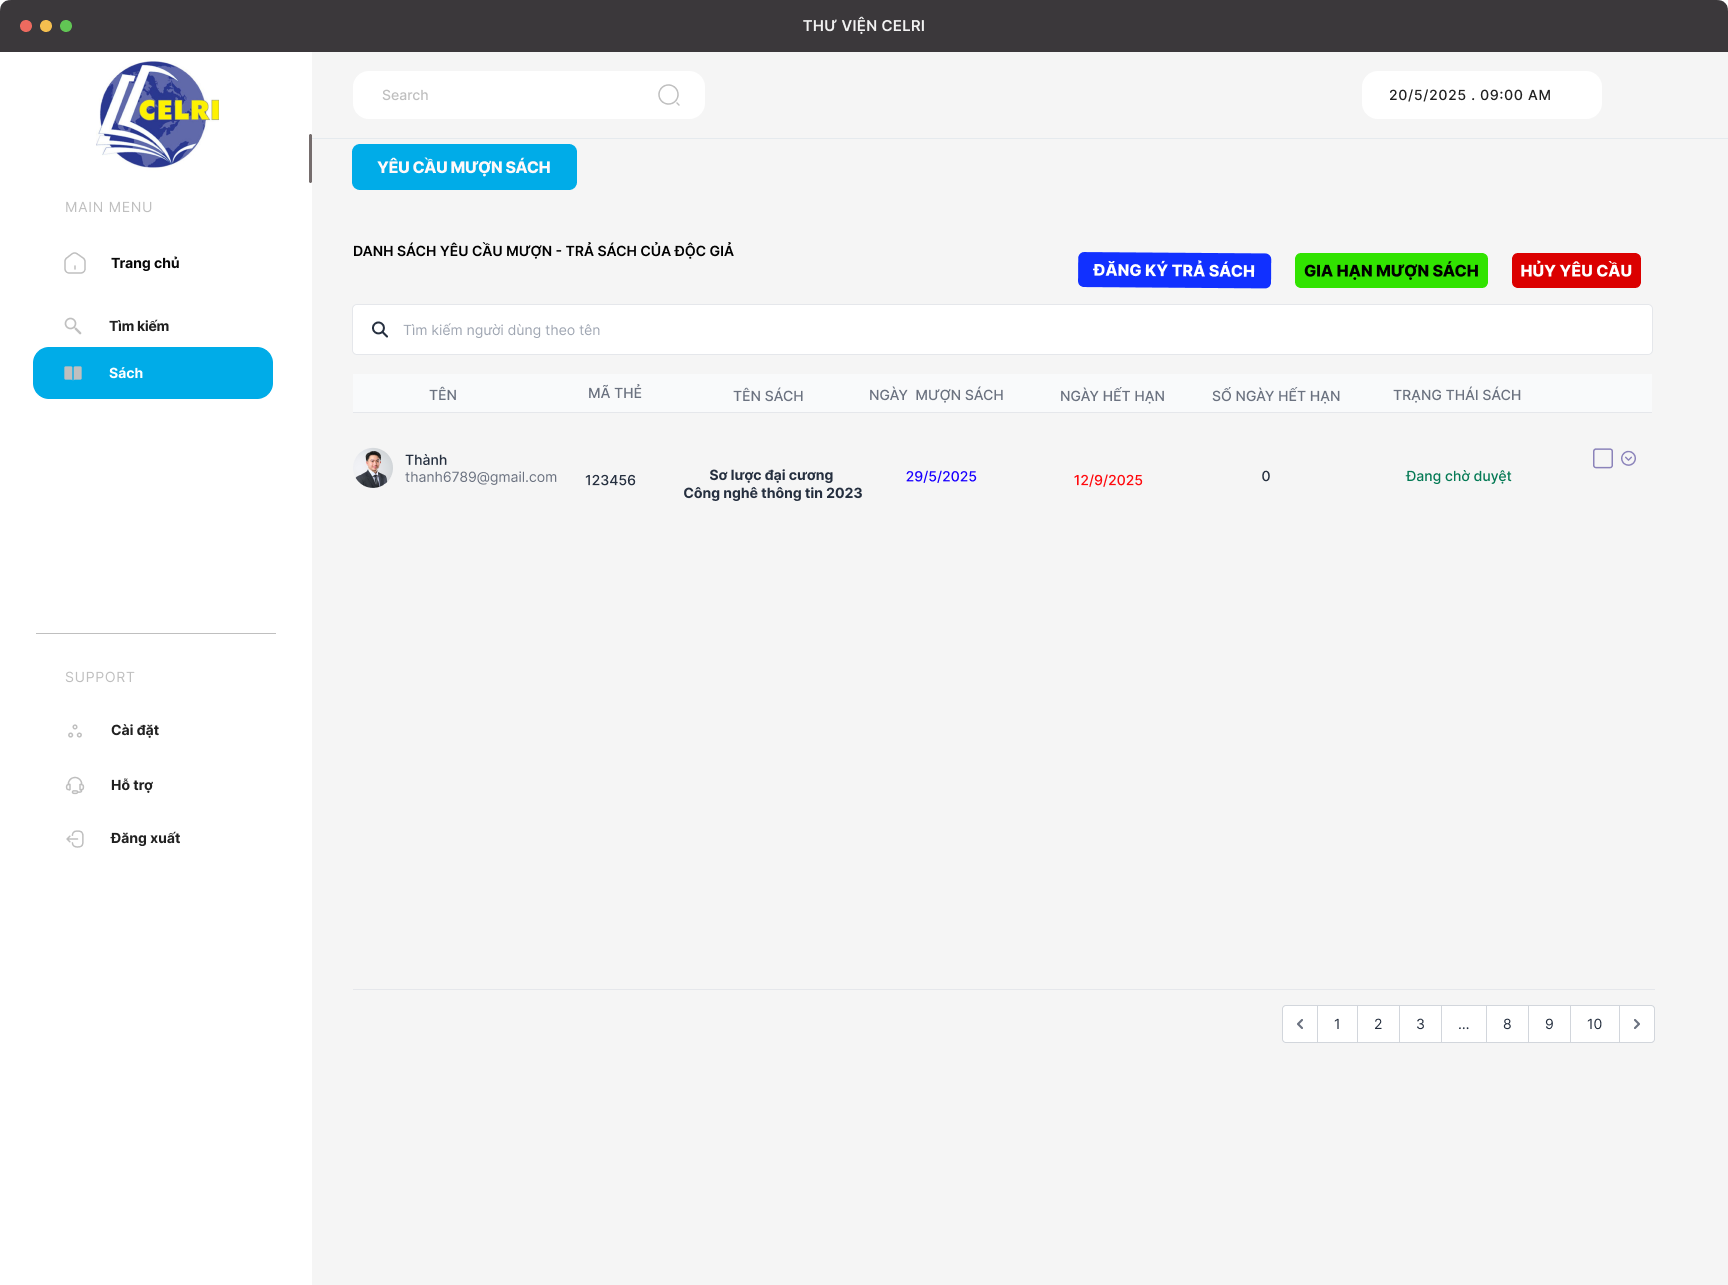 THƯ VIỆN CELRI
CELRI
Search
20/5/2025 . 09:00 AM
YÊU CẦU MƯỢN SÁCH
MAIN MENU
Trang chủ
Tìm kiếm
Sách
SUPPORT
Cài đặt
Hỗ trợ
Đăng xuất
DANH SÁCH YÊU CẦU MƯỢN - TRẢ SÁCH CỦA ĐỘC GIẢ
ĐĂNG KÝ TRẢ SÁCH
GIA HẠN MƯỢN SÁCH
HỦY YÊU CẦU
Tìm kiếm người dùng theo tên
TÊN MÃ THẺ TÊN SÁCH NGÀY MƯỢN SÁCH NGÀY HẾT HẠN SỐ NGÀY HẾT HẠN TRẠNG THÁI SÁCH
Thành
thanh6789@gmail.com
123456
Sơ lược đại cương
Công nghê thông tin 2023
29/5/2025
12/9/2025
0
Đang chờ duyệt
1 2 3 ... 8 9 10